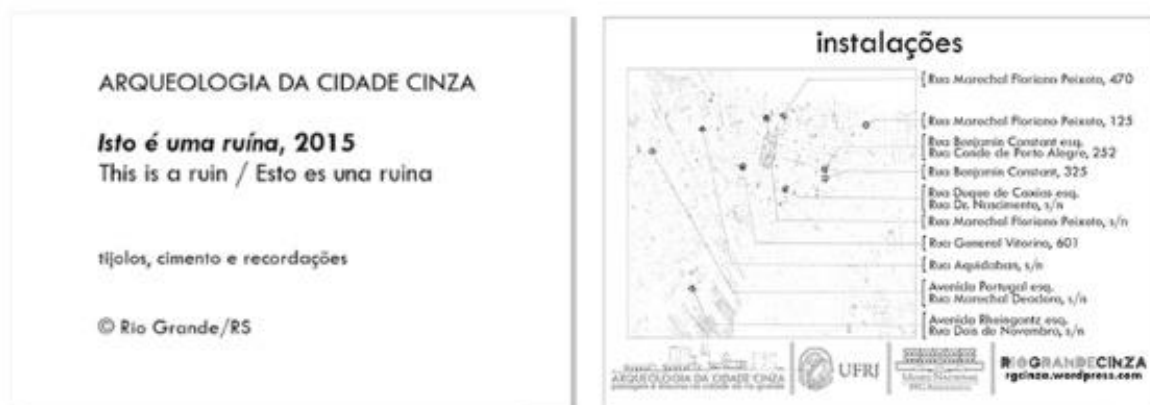 ARQUEOLOGIA DA CIDADE CINZA
Isto é uma ruína, 2015
This is a ruin / Esto es una ruina
tijolos, cimento e recordações
© Rio Grande/RS
instalações
Rua Marechal Floriano Peixoto, 470
Rua Marechal Floriano Peixoto, 125
Rua Benjamin Constant esq.
Rua Conde de Porto Alegre, 252
Rua Benjamin Constant, 325
Rua Duque de Caxias esq.
Rua Dr. Nascimento, s/n
Rua Marechal Floriano Peixoto, s/n
Rua General Vitorino, 601
Rua Aquidaban, s/n
Avenida Portugal esq.
Rua Marechal Deodoro, s/n
Avenida Rheingantz esq.
Rua Dois de Novembro, s/n
ARQUEOLOGIA DA CIDADE CINZA
UFRJ
MUSEU NACIONAL
RIOGRANDECINZA
rgcinza.wordpress.com